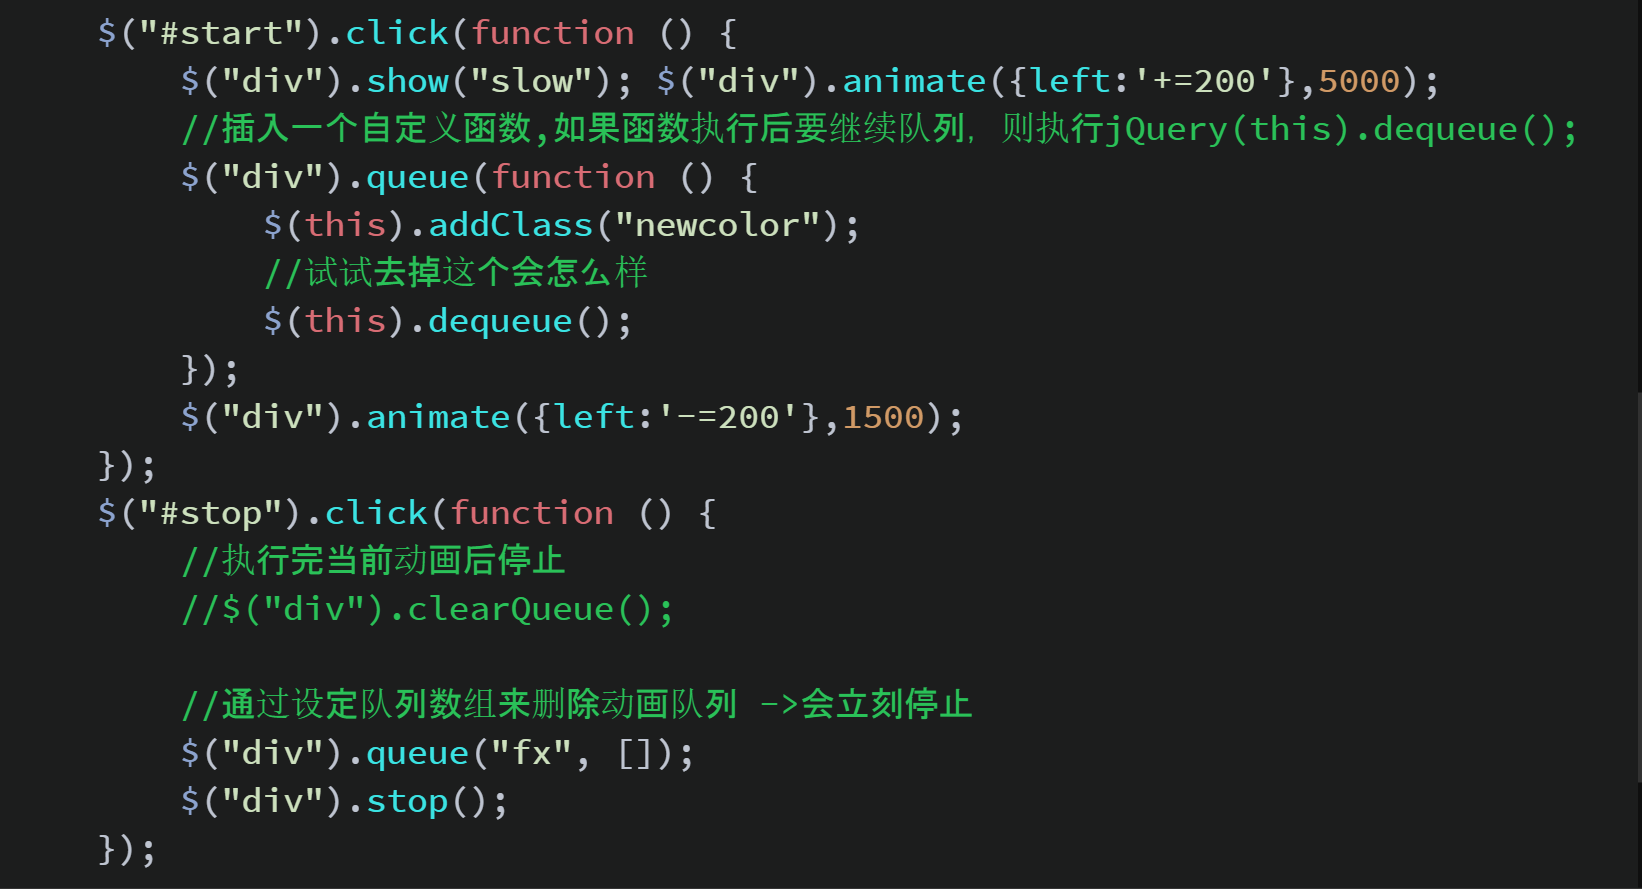 $("#start").click(function () {
    $("div").show("slow"); $("div").animate({left:'+=200'},5000);
    //插入一个自定义函数,如果函数执行后要继续队列，则执行jQuery(this).dequeue();
    $("div").queue(function () {
        $(this).addClass("newcolor");
        //试试去掉这个会怎么样
        $(this).dequeue();
    });
    $("div").animate({left:'-=200'},1500);
});
$("#stop").click(function () {
    //执行完当前动画后停止
    //$("div").clearQueue();
    //通过设定队列数组来删除动画队列 ->会立刻停止
    $("div").queue("fx", []);
    $("div").stop();
});